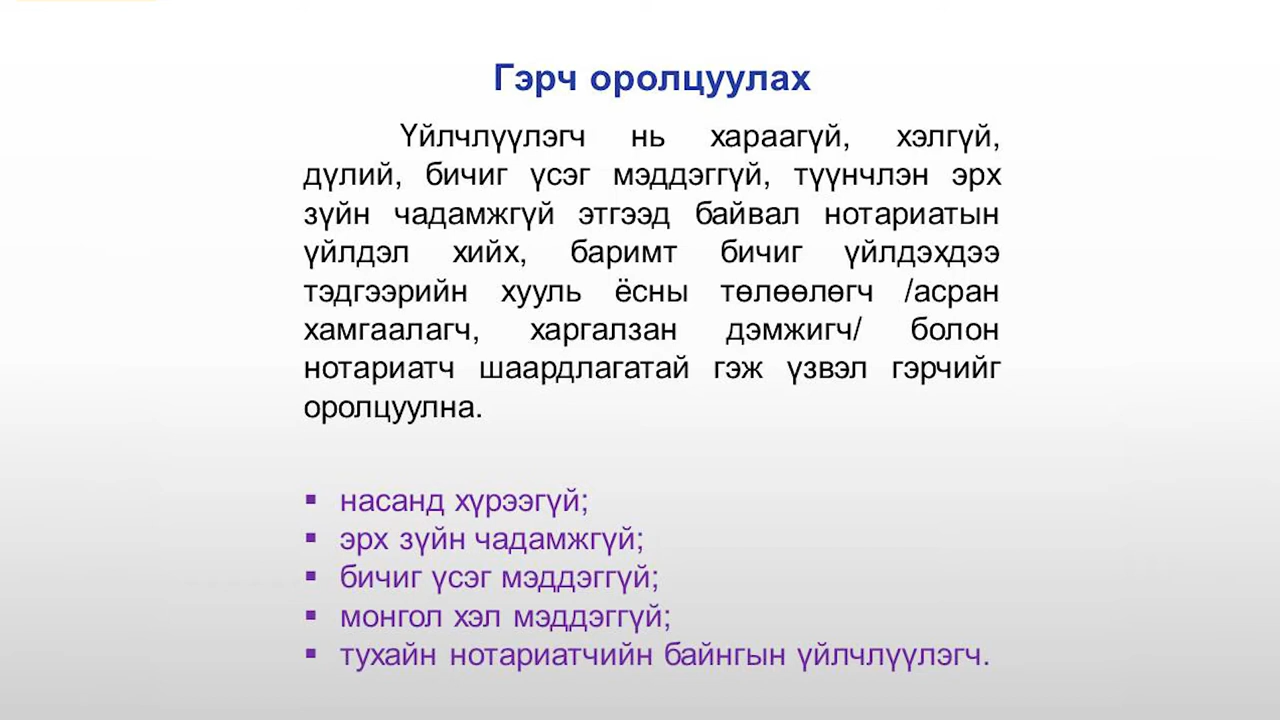 Гэрч оролцуулах
Үйлчлүүлэгч нь хараагүй, хэлгүй,
дүлий, бичиг үсэг мэддэггүй, түүнчлэн эрх
зүйн чадамжгүй этгээд байвал нотариатын
үйлдэл хийх, баримт бичиг үйлдэхдээ
тэдгээрийн хууль ёсны төлөөлөгч /асран
хамгаалагч, харгалзан дэмжигч/ болон
нотариатч шаардлагатай гэж үзвэл гэрчийг
оролцуулна.
▪ насанд хүрээгүй;
▪ эрх зүйн чадамжгүй;
▪ бичиг үсэг мэддэггүй;
▪ монгол хэл мэддэггүй;
▪ тухайн нотариатчийн байнгын үйлчлүүлэгч.